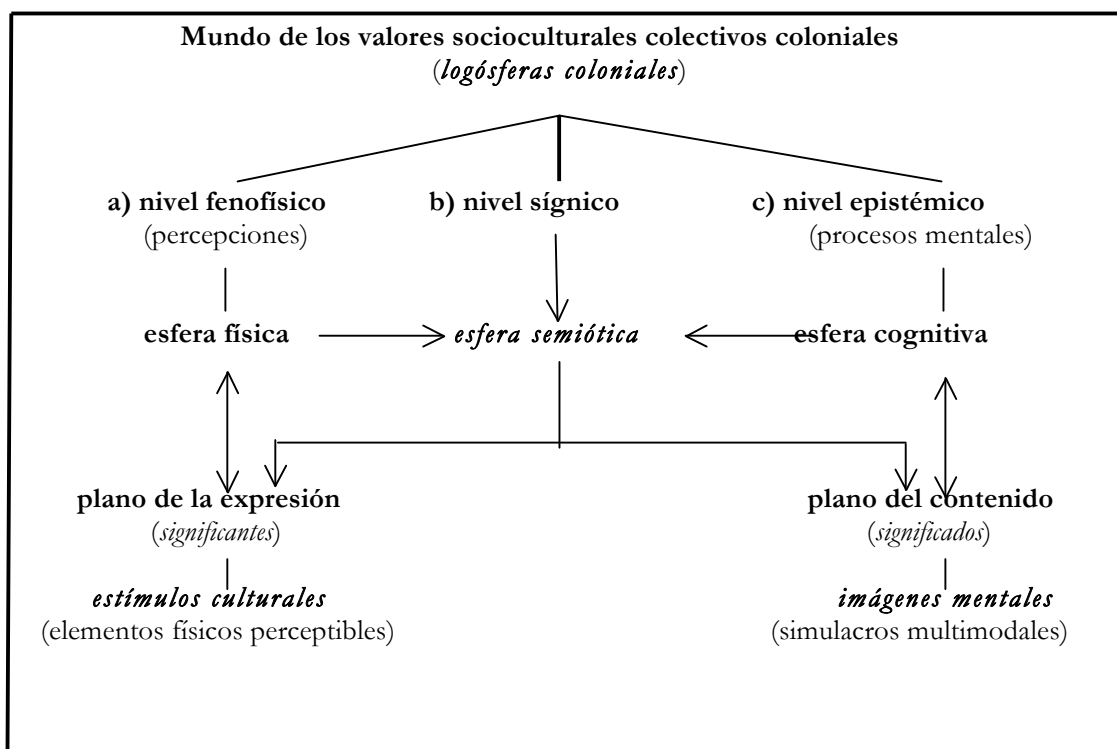 Mundo de los valores socioculturales colectivos coloniales
(logósferas coloniales)
a) nivel fenofísico b) nivel sígnico c) nivel epistémico
(percepciones) (procesos mentales)
esfera física esfera semiótica esfera cognitiva
plano de la expresión plano del contenido
(significantes) (significados)
estímulos culturales imágenes mentales
(elementos físicos perceptibles) (simulacros multimodales)